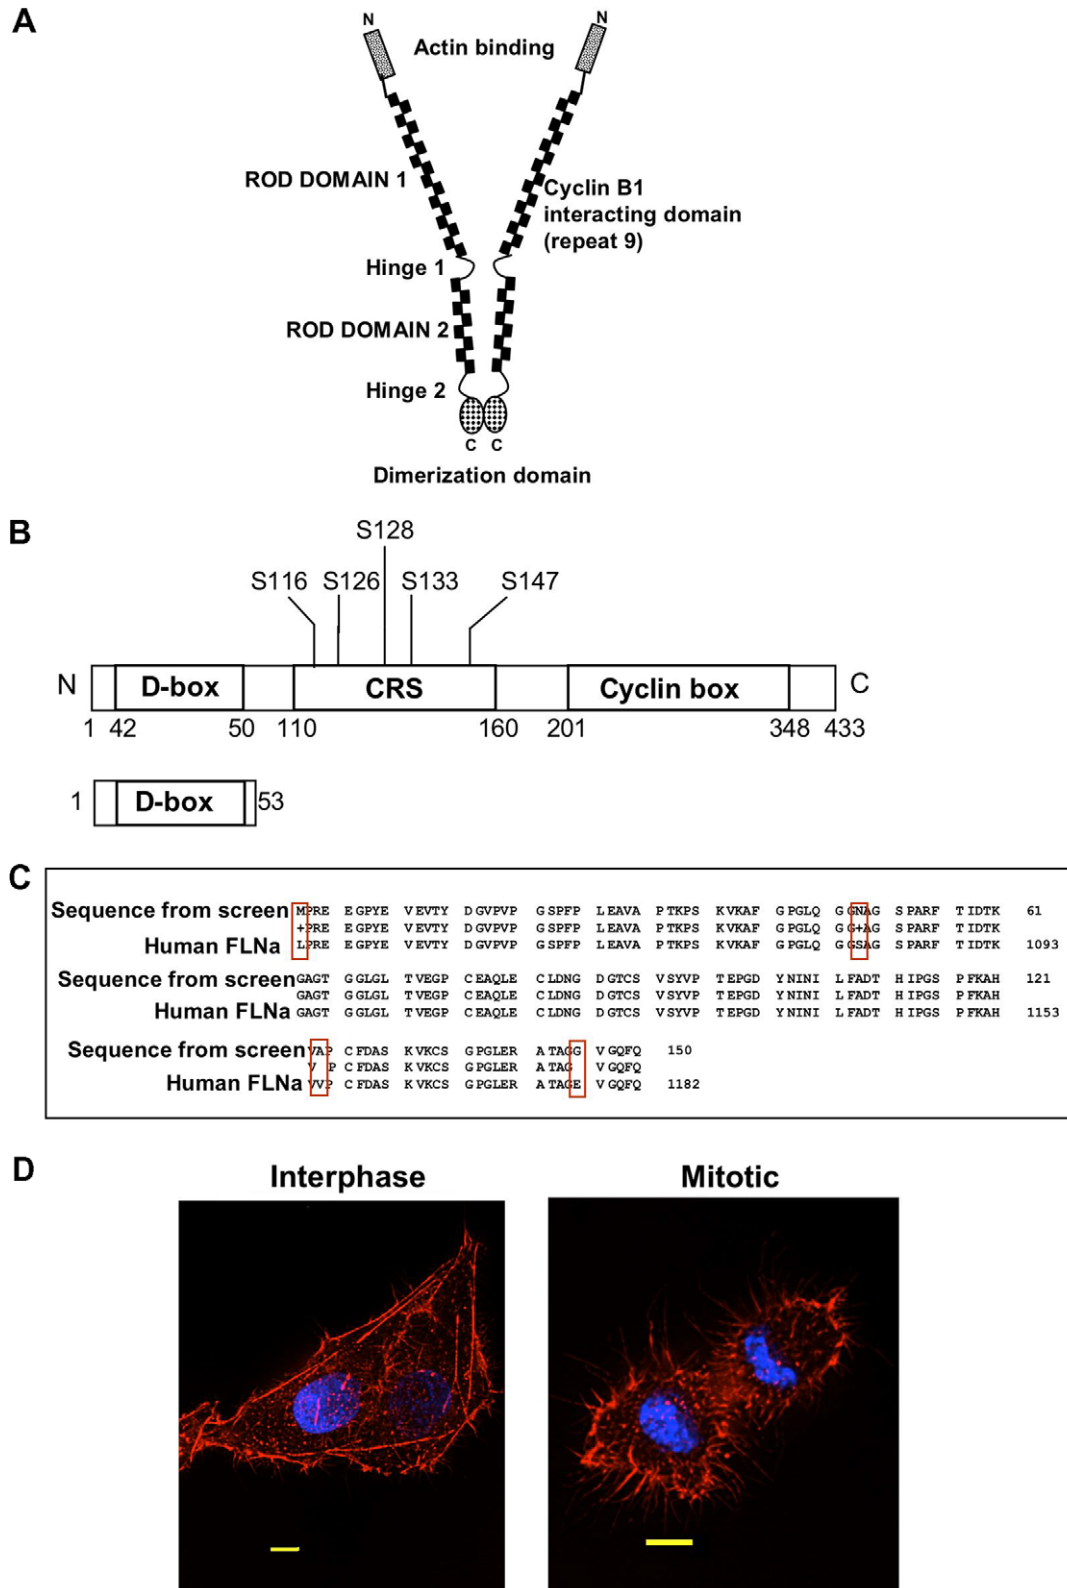 A
N
N
Actin binding
ROD DOMAIN 1
Cyclin B1
interacting domain
(repeat 9)
Hinge 1
ROD DOMAIN 2
Hinge 2
C C
Dimerization domain
B
S128
S116 S126 S133 S147
N D-box CRS Cyclin box C
1 42 50 110 160 201 348 433
1 D-box 53
C
Sequence from screen MPRE EGPYE VEVTY DGVPVP GSPFP LEAVA PTKPS KVKAF GPGLQ GGNAG SPARF TIDTK 61
+PRE EGPYE VEVTY DGVPVP GSPFP LEAVA PTKPS KVKAF GPGLQ GG+AG SPARF TIDTK
Human FLNa LPRE EGPYE VEVTY DGVPVP GSPFP LEAVA PTKPS KVKAF GPGLQ GGSAG SPARF TIDTK 1093
Sequence from screen GAGT GGLGL TVEGP CEAQLE CLDNG DGTCS VSYVP TEPGD YNINI LFADT HIPGS PFKAH 121
GAGT GGLGL TVEGP CEAQLE CLDNG DGTCS VSYVP TEPGD YNINI LFADT HIPGS PFKAH
Human FLNa GAGT GGLGL TVEGP CEAQLE CLDNG DGTCS VSYVP TEPGD YNINI LFADT HIPGS PFKAH 1153
Sequence from screen VAP CFDAS KVKCS GPGLER ATAGG VGQFQ 150
V P CFDAS KVKCS GPGLER ATAG VGQFQ
Human FLNa VVP CFDAS KVKCS GPGLER ATAGE VGQFQ 1182
D
Interphase Mitotic